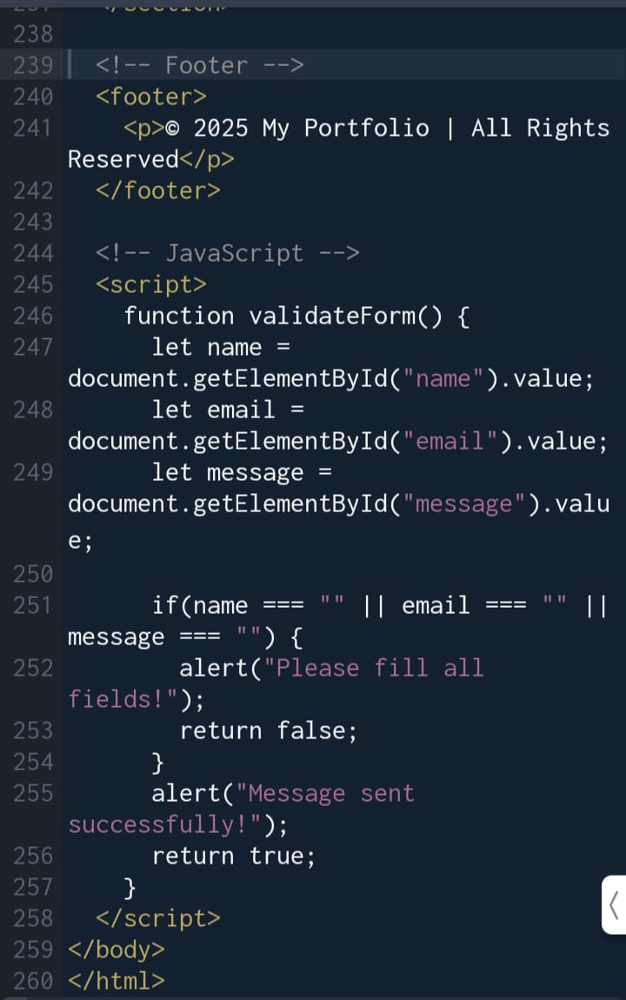 237 </section>
238
239 <!-- Footer -->
240 <footer>
241 <p>© 2025 My Portfolio | All Rights
Reserved</p>
242 </footer>
243
244 <!-- JavaScript -->
245 <script>
246 function validateForm() {
247 let name =
document.getElementById("name").value;
248 let email =
document.getElementById("email").value;
249 let message =
document.getElementById("message").valu
e;
250
251 if(name === "" || email === "" ||
message === "") {
252 alert("Please fill all
fields!");
253 return false;
254 }
255 alert("Message sent
successfully!");
256 return true;
257 }
258 </script>
259 </body>
260 </html>